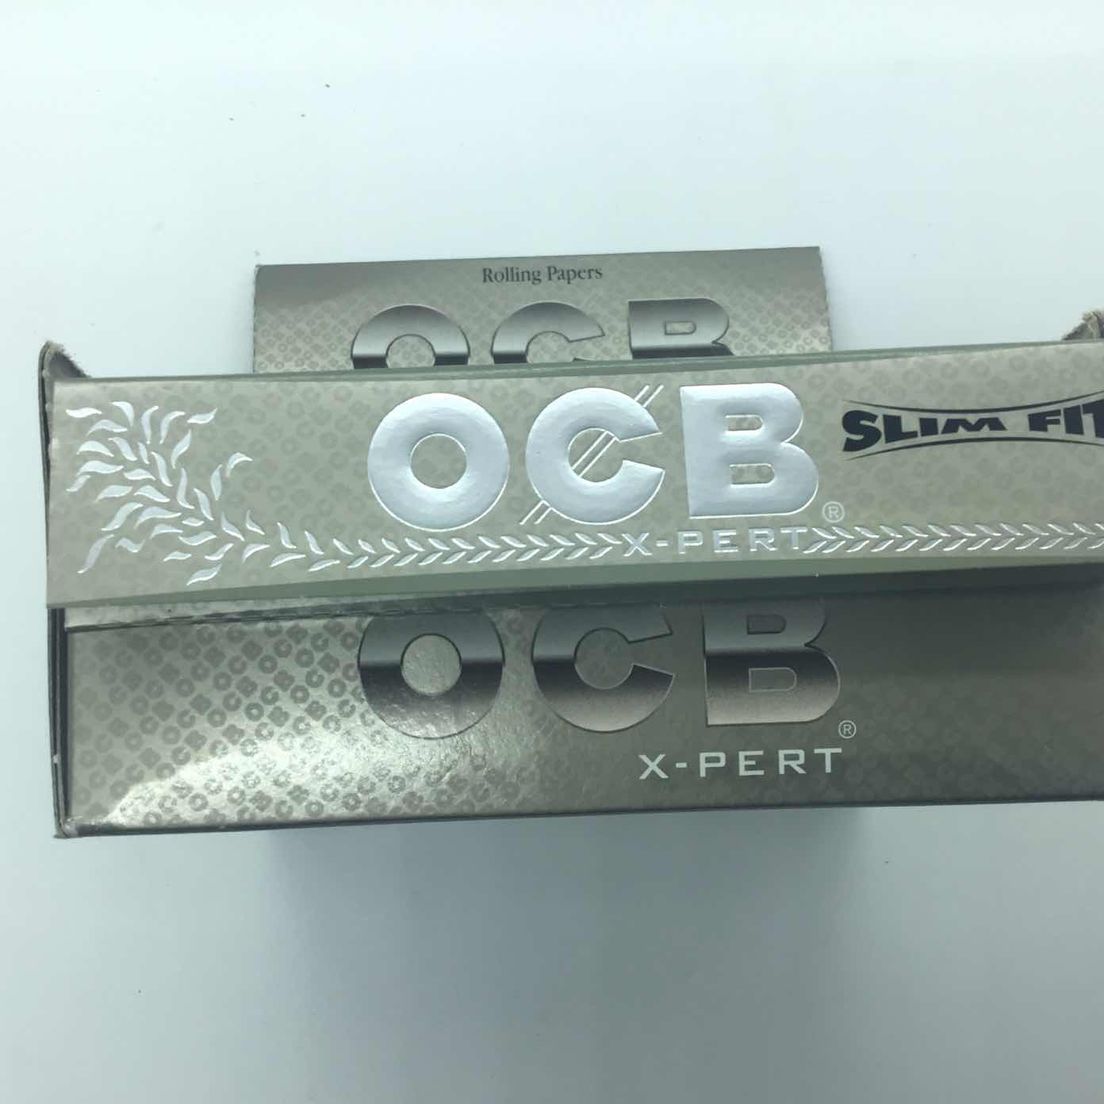 Rolling Papers
OCB
OCB®
SLIM FIT
X-PERT
OCB®
X-PERT